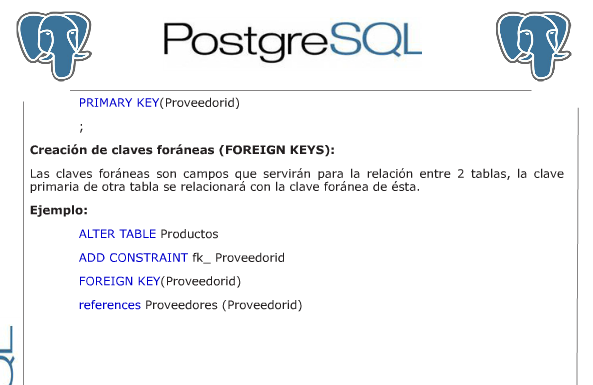 PostgreSQL
PRIMARY KEY(Proveedorid)
;
Creación de claves foráneas (FOREIGN KEYS):
Las claves foráneas son campos que servirán para la relación entre 2 tablas, la clave
primaria de otra tabla se relacionará con la clave foránea de ésta.
Ejemplo:
ALTER TABLE Productos
ADD CONSTRAINT fk_ Proveedorid
FOREIGN KEY(Proveedorid)
references Proveedores (Proveedorid)
QL